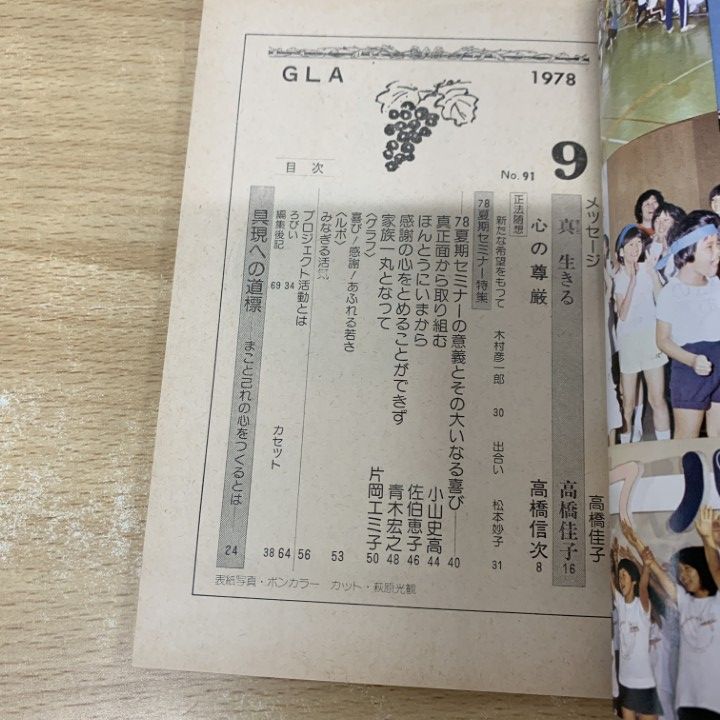 GLA 1978
9
No. 91
目次
メッセージ 高橋佳子
真 生きる 高橋佳子 16
心の尊厳 高橋信次 8
正法随想
新たな希望をもって 木村彦一郎 30
出合い 松本妙子 31
78夏期セミナー特集
78夏期セミナーの意義とその大いなる喜び 40
真正面から取り組む 小山史高 44
ほんとうにいまから 佐伯恵子 46
感謝の心をとめることができず 青木宏之 48
家族一丸となって 片岡エミ子 50
〈グラフ〉
喜び!感謝!あふれる若さ 53
〈ルポ〉
みなぎる活気
プロジェクト活動とは 56
ろびい 34
カセット 64
編集後記 69
38
具現への道標 —まこと己れの心をつくるとは— 24
表紙写真・ボンカラー カット・萩原光観